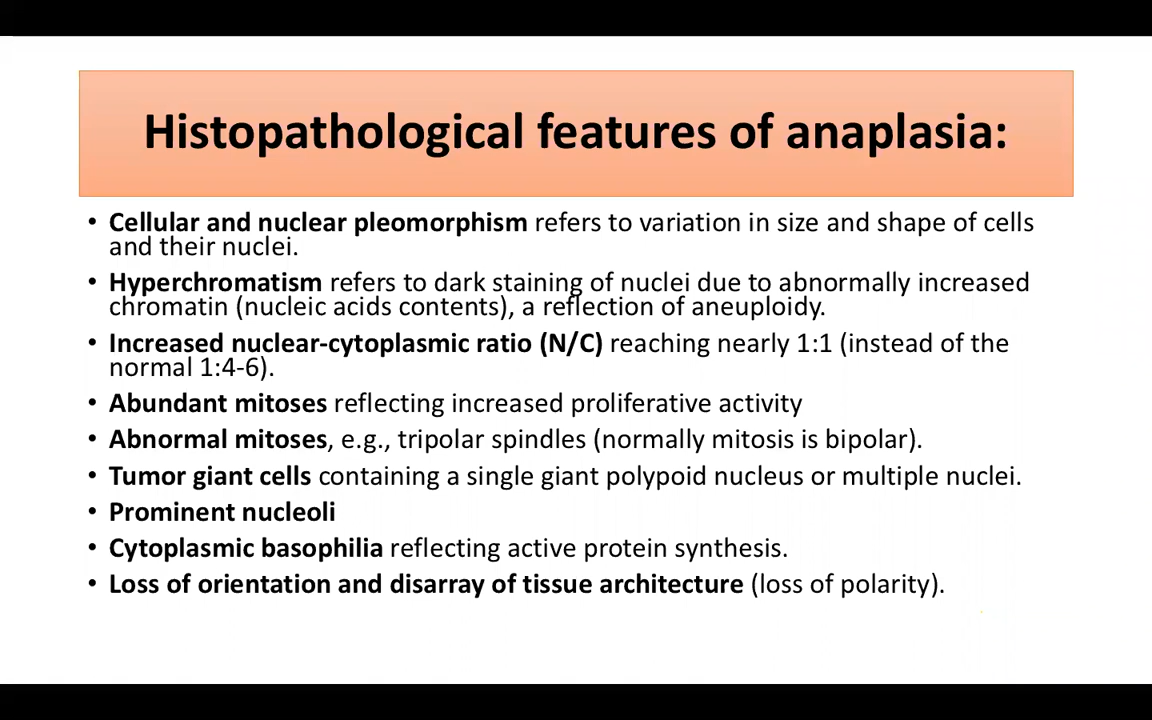 Histopathological features of anaplasia:
• Cellular and nuclear pleomorphism refers to variation in size and shape of cells
and their nuclei.
• Hyperchromatism refers to dark staining of nuclei due to abnormally increased
chromatin (nucleic acids contents), a reflection of aneuploidy.
• Increased nuclear-cytoplasmic ratio (N/C) reaching nearly 1:1 (instead of the
normal 1:4-6).
• Abundant mitoses reflecting increased proliferative activity
• Abnormal mitoses, e.g., tripolar spindles (normally mitosis is bipolar).
• Tumor giant cells containing a single giant polypoid nucleus or multiple nuclei.
• Prominent nucleoli
• Cytoplasmic basophilia reflecting active protein synthesis.
• Loss of orientation and disarray of tissue architecture (loss of polarity).